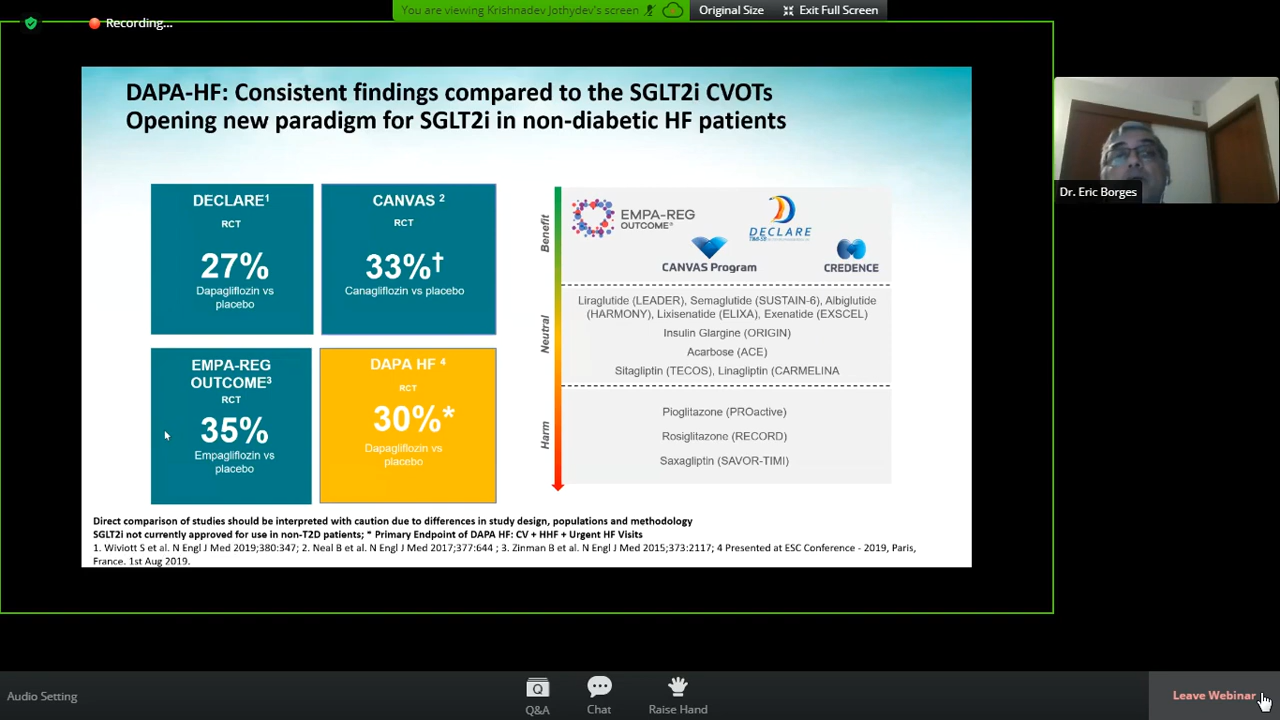 You are viewing Krishnadev Jothydev's screen
Original Size
Exit Full Screen
Recording...
DAPA-HF: Consistent findings compared to the SGLT2i CVOTs
Opening new paradigm for SGLT2i in non-diabetic HF patients
DECLARE¹
RCT
27%
Dapagliflozin vs
placebo
CANVAS ²
RCT
33%†
Canagliflozin vs placebo
EMPA-REG
OUTCOME³
RCT
35%
Empagliflozin vs
placebo
DAPA HF ⁴
RCT
30%*
Dapagliflozin vs
placebo
Benefit
Neutral
Harm
EMPA-REG
OUTCOME®
DECLARE
CANVAS Program
CREDENCE
Liraglutide (LEADER), Semaglutide (SUSTAIN-6), Albiglutide
(HARMONY), Lixisenatide (ELIXA), Exenatide (EXSCEL)
Insulin Glargine (ORIGIN)
Acarbose (ACE)
Sitagliptin (TECOS), Linagliptin (CARMELINA
Pioglitazone (PROactive)
Rosiglitazone (RECORD)
Saxagliptin (SAVOR-TIMI)
Direct comparison of studies should be interpreted with caution due to differences in study design, populations and methodology
SGLT2i not currently approved for use in non-T2D patients; * Primary Endpoint of DAPA HF: CV + HHF + Urgent HF Visits
1. Wiviott S et al. N Engl J Med 2019;380:347; 2. Neal B et al. N Engl J Med 2017;377:644 ; 3. Zinman B et al. N Engl J Med 2015;373:2117; 4 Presented at ESC Conference - 2019, Paris,
France. 1st Aug 2019.
Dr. Eric Borges
Audio Setting
Q&A
Chat
Raise Hand
Leave Webinar